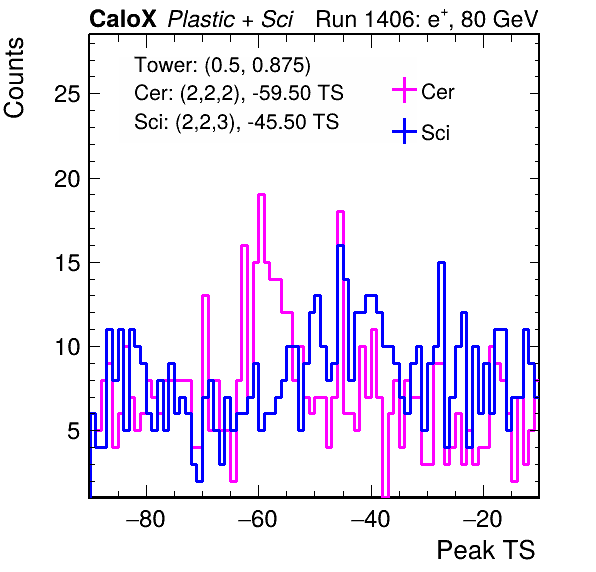 CaloX Plastic + Sci Run 1406: e+, 80 GeV
Counts
Tower: (0.5, 0.875)
Cer: (2,2,2), -59.50 TS
Sci: (2,2,3), -45.50 TS
Cer
Sci
25
20
15
10
5
−80 −60 −40 −20
Peak TS